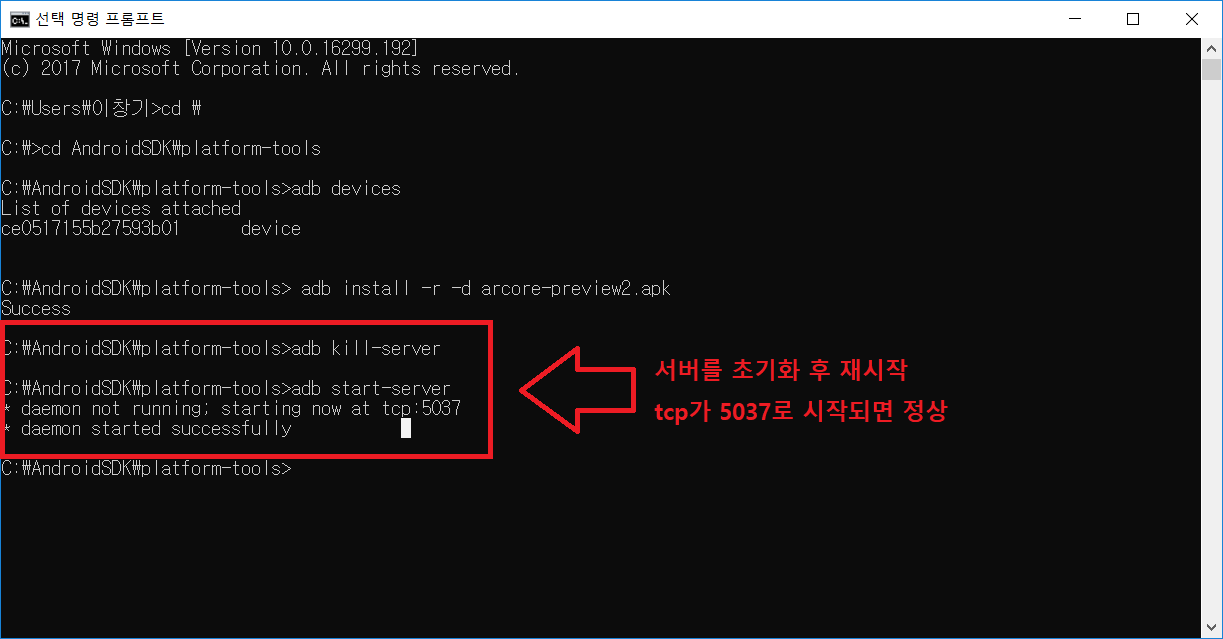 선택 명령 프롬프트
Microsoft Windows [Version 10.0.16299.192]
(c) 2017 Microsoft Corporation. All rights reserved.
C:₩Users₩이창기>cd ₩
C:₩>cd AndroidSDK₩platform-tools
C:₩AndroidSDK₩platform-tools>adb devices
List of devices attached
ce0517155b27593b01 device
C:₩AndroidSDK₩platform-tools> adb install -r -d arcore-preview2.apk
Success
C:₩AndroidSDK₩platform-tools>adb kill-server
C:₩AndroidSDK₩platform-tools>adb start-server
* daemon not running; starting now at tcp:5037
* daemon started successfully
C:₩AndroidSDK₩platform-tools>
서버를 초기화 후 재시작
tcp가 5037로 시작되면 정상